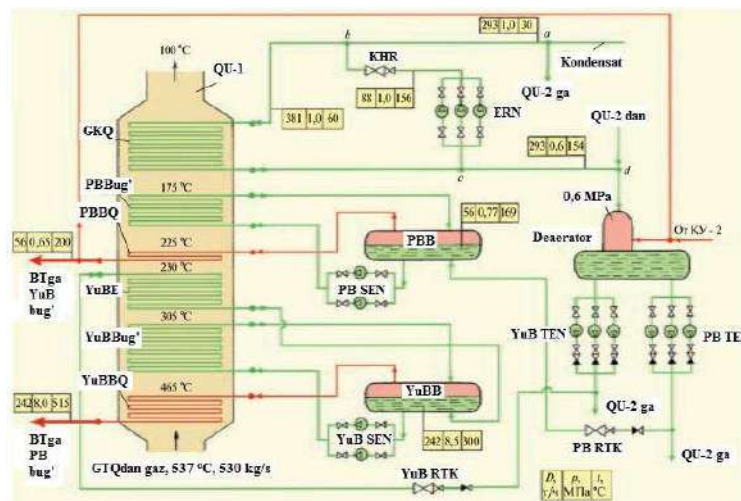 293 1,0 30
100 °C
QU-1
b
a
KHR
Kondensat
QU-2 ga
88 1,0 156
381 1,0 60
ERN
QU-2 dan
GKQ
293 0,6 154
c
d
PBBug'
175 °C
0,6 MPa
PBBQ
56 0,77 169
56 0,65 200
225 °C
PBB
Deaerator
От КУ - 2
230 °C
BTga
YuB
bug'
YuBE
PB SEN
305 °C
YuB TEN
PB TE
YuBBug'
YuBBQ
465 °C
YuBB
242 8,0 515
QU-2 ga
BTga
PB
bug'
YuB SEN
242 8,5 300
PB RTK
QU-2 ga
GTQdan gaz, 537 °C, 530 kg/s
YuB RTK
D, p, t,
т/ч МПа °C